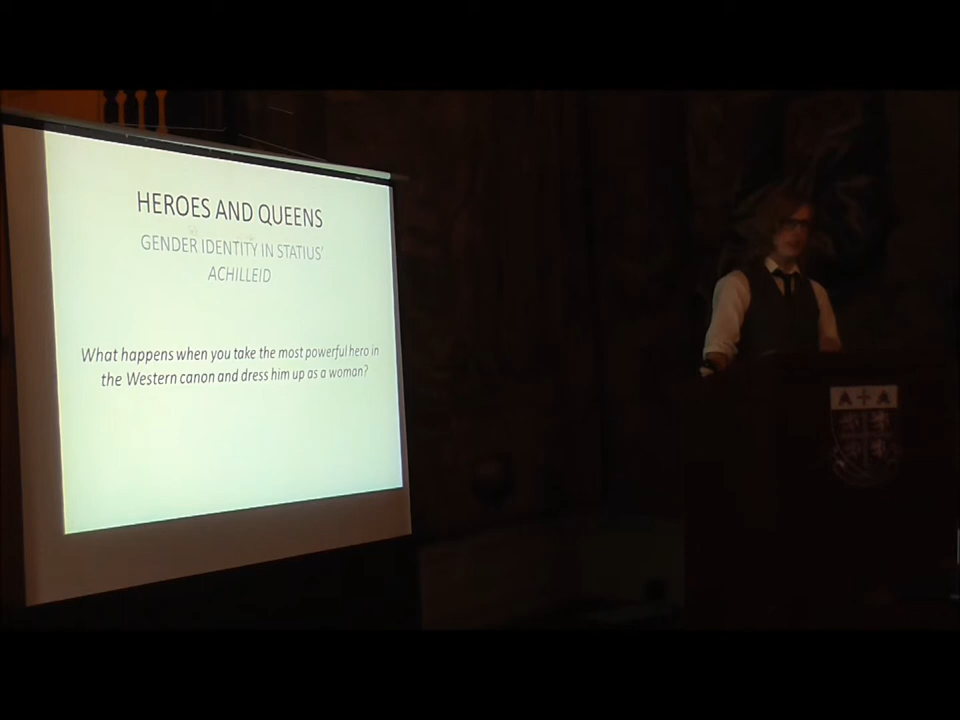 HEROES AND QUEENS
GENDER IDENTITY IN STATIUS'
ACHILLEID
What happens when you take the most powerful hero in
the Western canon and dress him up as a woman?
A+A